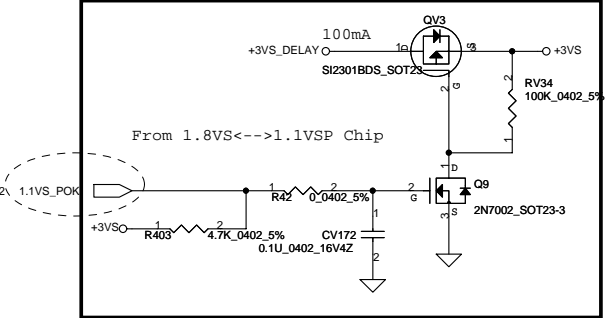 QV3
100mA
+3VS_DELAY 1 D S 3 +3VS
SI2301BDS_SOT23
2 G
2
RV34
100K_0402_5%
1
From 1.8VS<-->1.1VSP Chip
1 D
Q9
2 1.1VS_POK
1 R42 2 0_0402_5%
2 G
3 S
2N7002_SOT23-3
+3VS 1 R403 2 4.7K_0402_5%
1
CV172
0.1U_0402_16V4Z
2